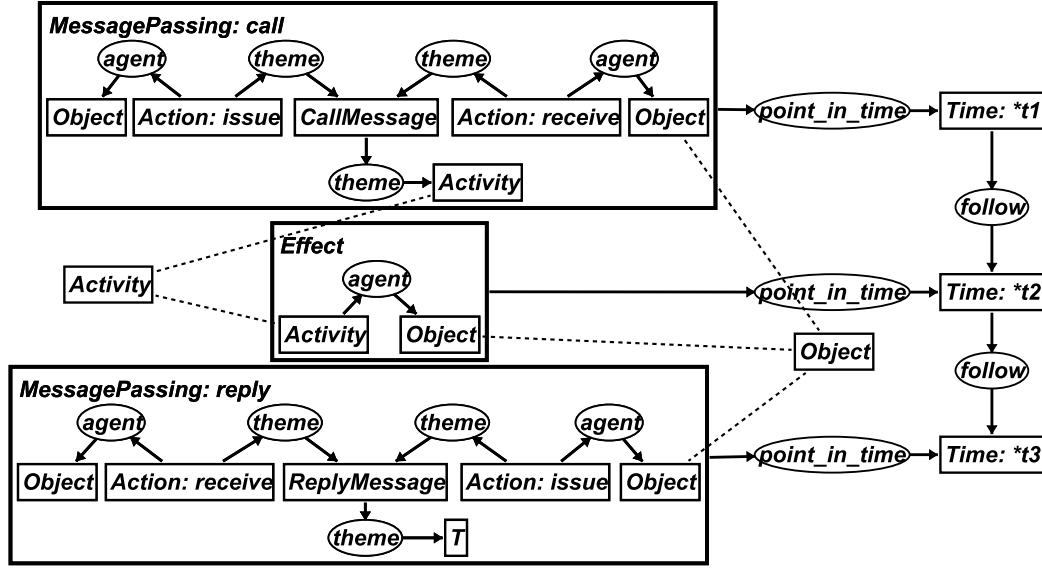 MessagePassing: call
agent theme theme agent
Object Action: issue CallMessage Action: receive Object point_in_time Time: *t1
theme Activity
follow
Effect
agent
Activity point_in_time Time: *t2
Activity Object
Object
follow
MessagePassing: reply
agent theme theme agent
point_in_time Time: *t3
Object Action: receive ReplyMessage Action: issue Object
theme T